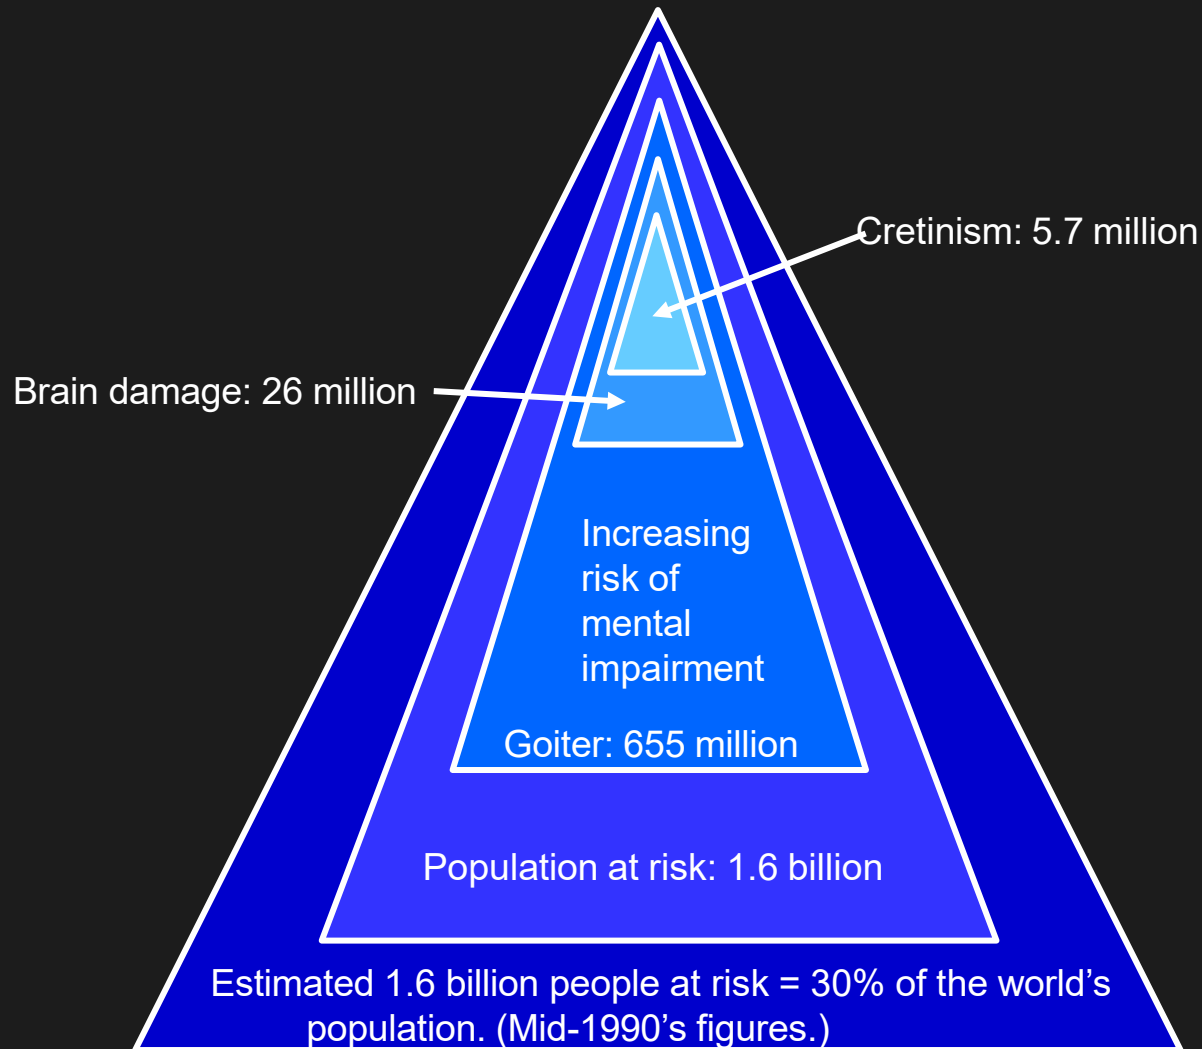 Cretinism: 5.7 million
Brain damage: 26 million
Increasing
risk of
mental
impairment
Goiter: 655 million
Population at risk: 1.6 billion
Estimated 1.6 billion people at risk = 30% of the world’s
population. (Mid-1990’s figures.)